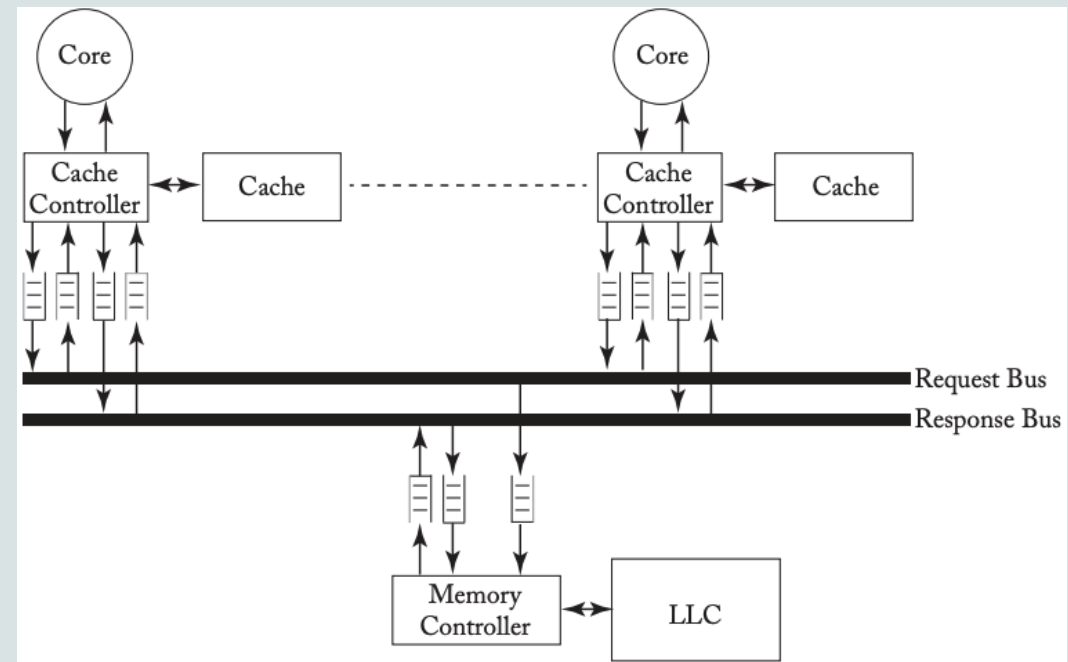 Core
Core
Cache
Controller
Cache
Cache
Controller
Cache
Request Bus
Response Bus
Memory
Controller
LLC